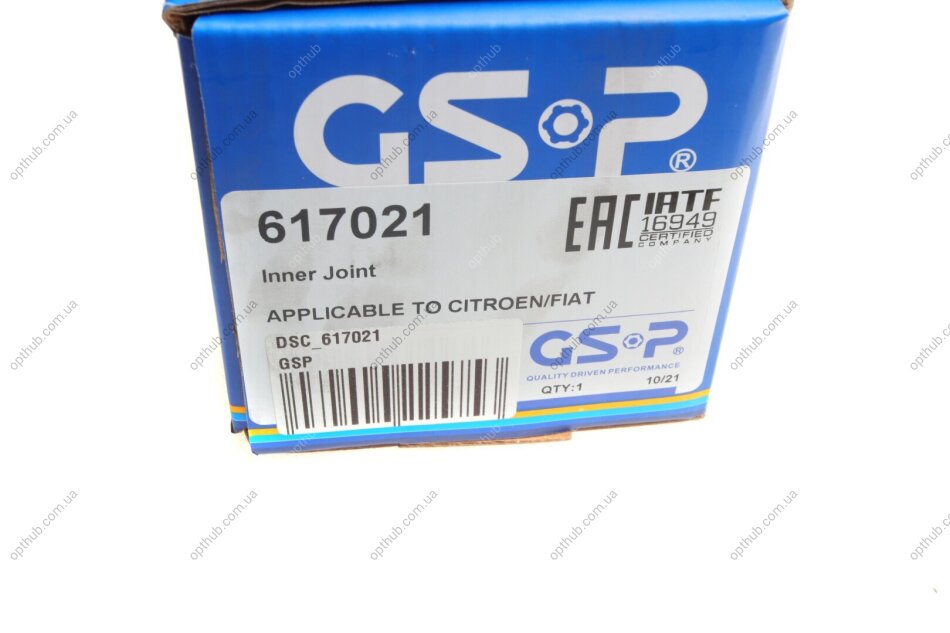 GSP®
617021
EAC
IATF
16949
CERTIFIED
COMPANY
Inner Joint
APPLICABLE TO CITROEN/FIAT
DSC_617021
GSP
GSP®
QUALITY DRIVEN PERFORMANCE
QTY:1 10/21
opthub.com.ua